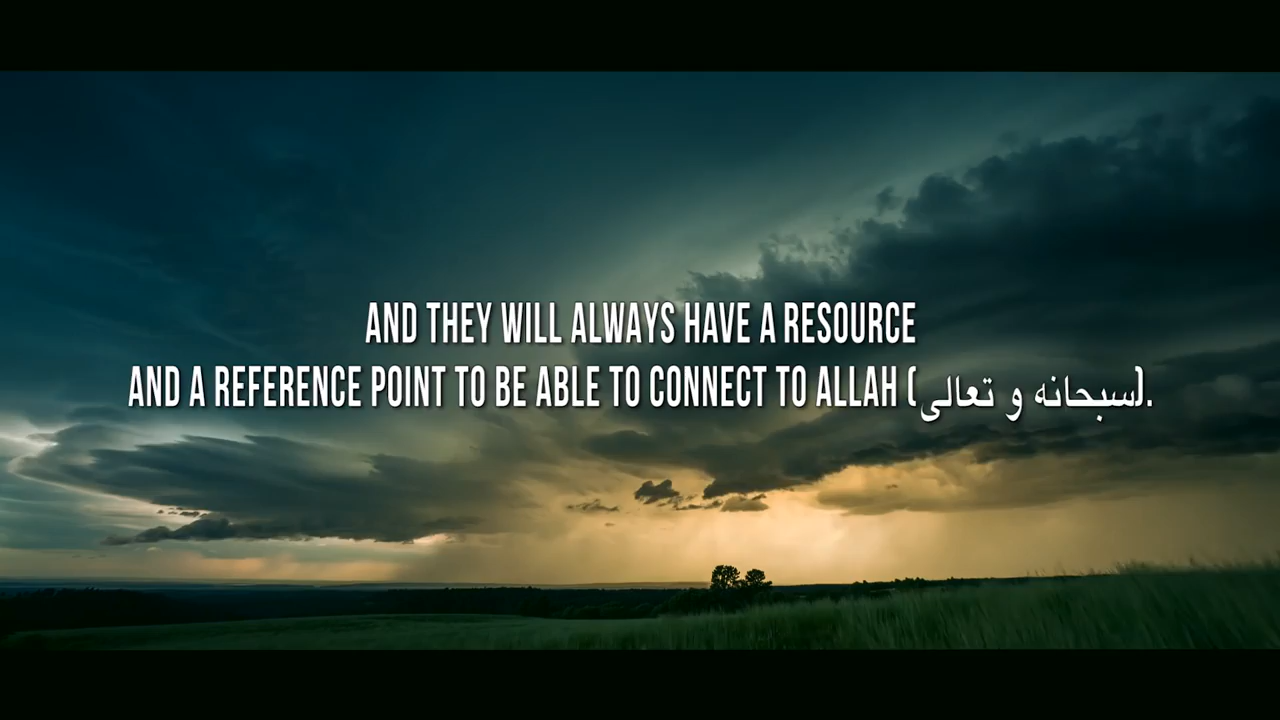 AND THEY WILL ALWAYS HAVE A RESOURCE
AND A REFERENCE POINT TO BE ABLE TO CONNECT TO ALLAH (سبحانه و تعالى).